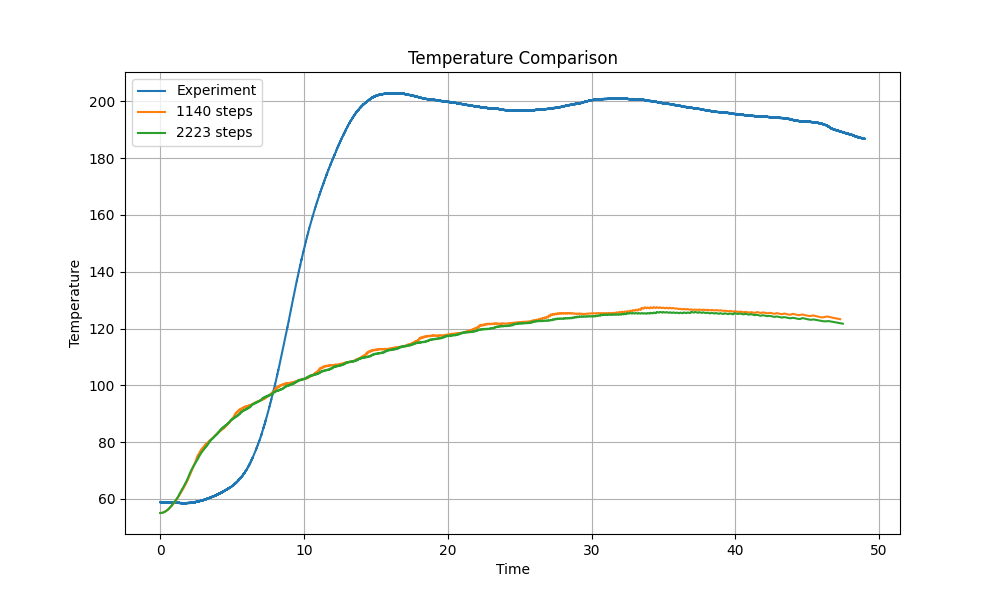 Temperature Comparison
Experiment
1140 steps
2223 steps
Temperature
200
180
160
140
120
100
80
60
0 10 20 30 40 50
Time